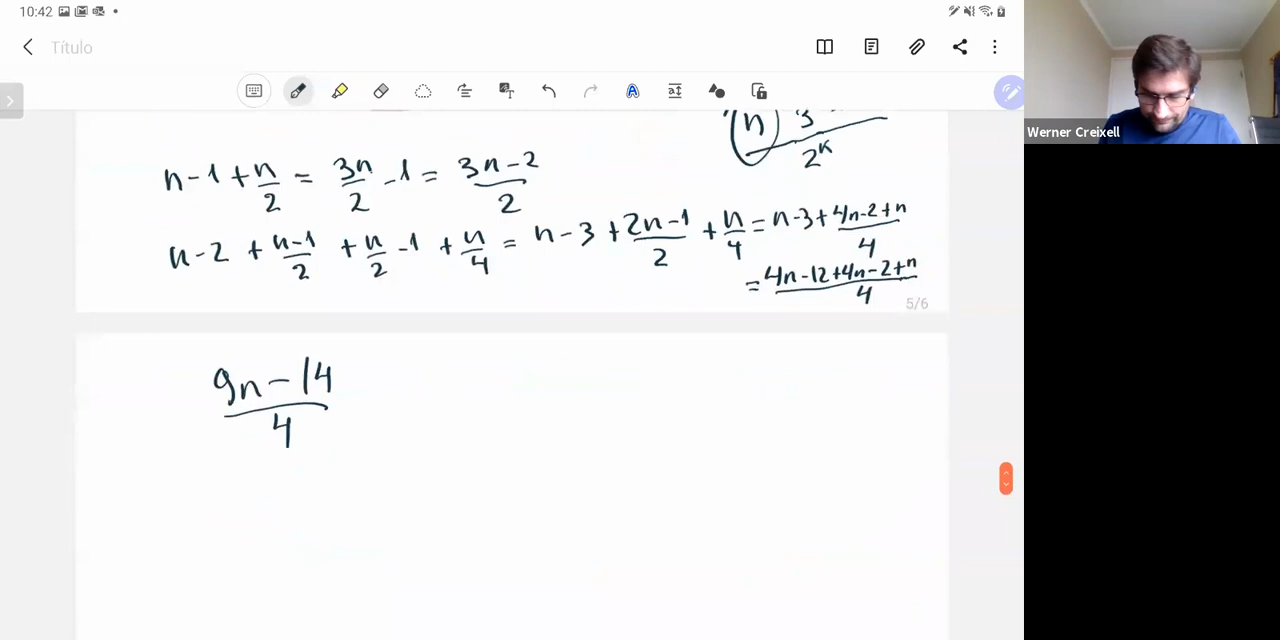 10:42
Título
Werner Creixell
(n) 3
2^k
n-1 + n/2 = 3n/2 - 1 = (3n-2)/2
n-2 + (n-1)/2 + n/2 - 1 + n/4 = n-3 + (2n-1)/2 + n/4 = n-3 + (4n-2+n)/4
= (4n-12+4n-2+n)/4
5/6
(9n-14)/4